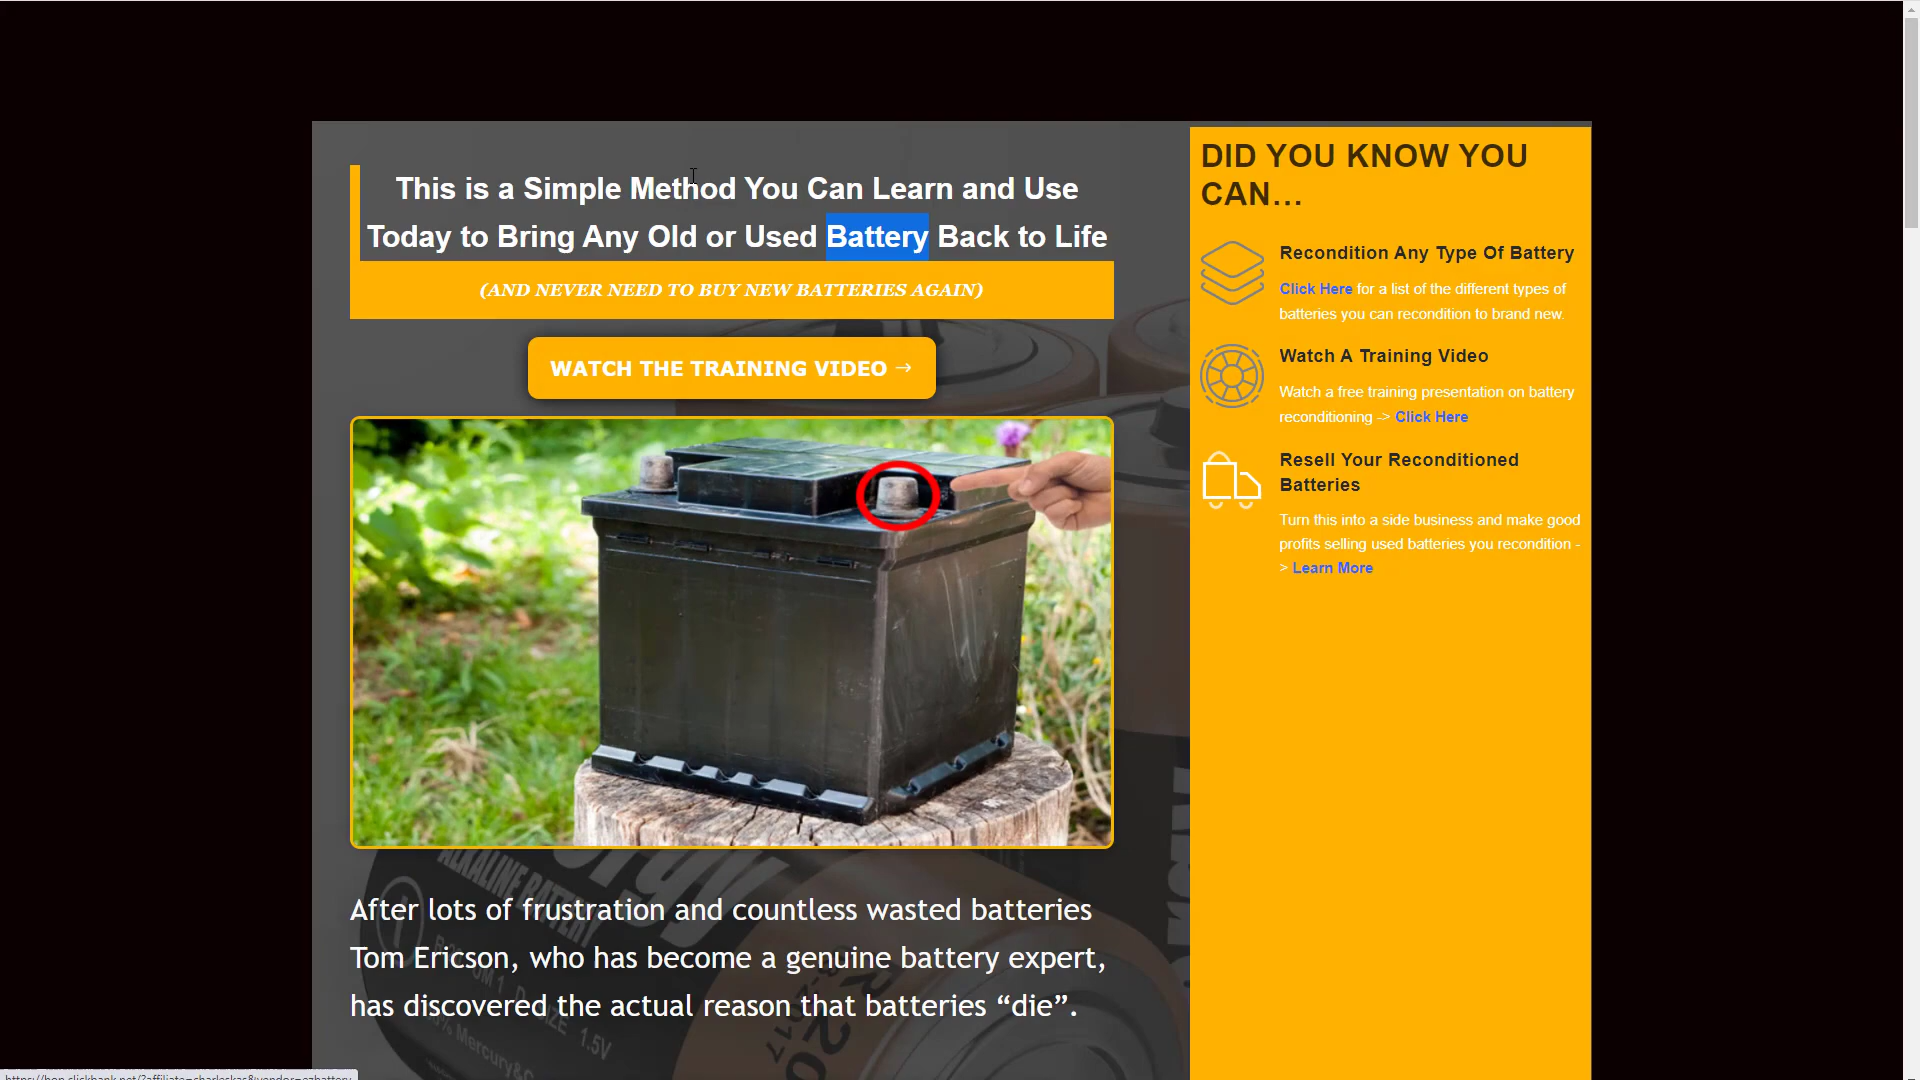 This is a Simple Method You Can Learn and Use
Today to Bring Any Old or Used Battery Back to Life
(AND NEVER NEED TO BUY NEW BATTERIES AGAIN)
WATCH THE TRAINING VIDEO →
After lots of frustration and countless wasted batteries
Tom Ericson, who has become a genuine battery expert,
has discovered the actual reason that batteries “die”.
DID YOU KNOW YOU
CAN…
Recondition Any Type Of Battery
Click Here for a list of the different types of
batteries you can recondition to brand new.
Watch A Training Video
Watch a free training presentation on battery
reconditioning -> Click Here
Resell Your Reconditioned
Batteries
Turn this into a side business and make good
profits selling used batteries you recondition -
> Learn More
ALKALINE BATTERY
1.5V